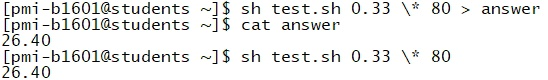 [pmi-b1601@students ~]$ sh test.sh 0.33 \* 80 > answer
[pmi-b1601@students ~]$ cat answer
26.40
[pmi-b1601@students ~]$ sh test.sh 0.33 \* 80
26.40